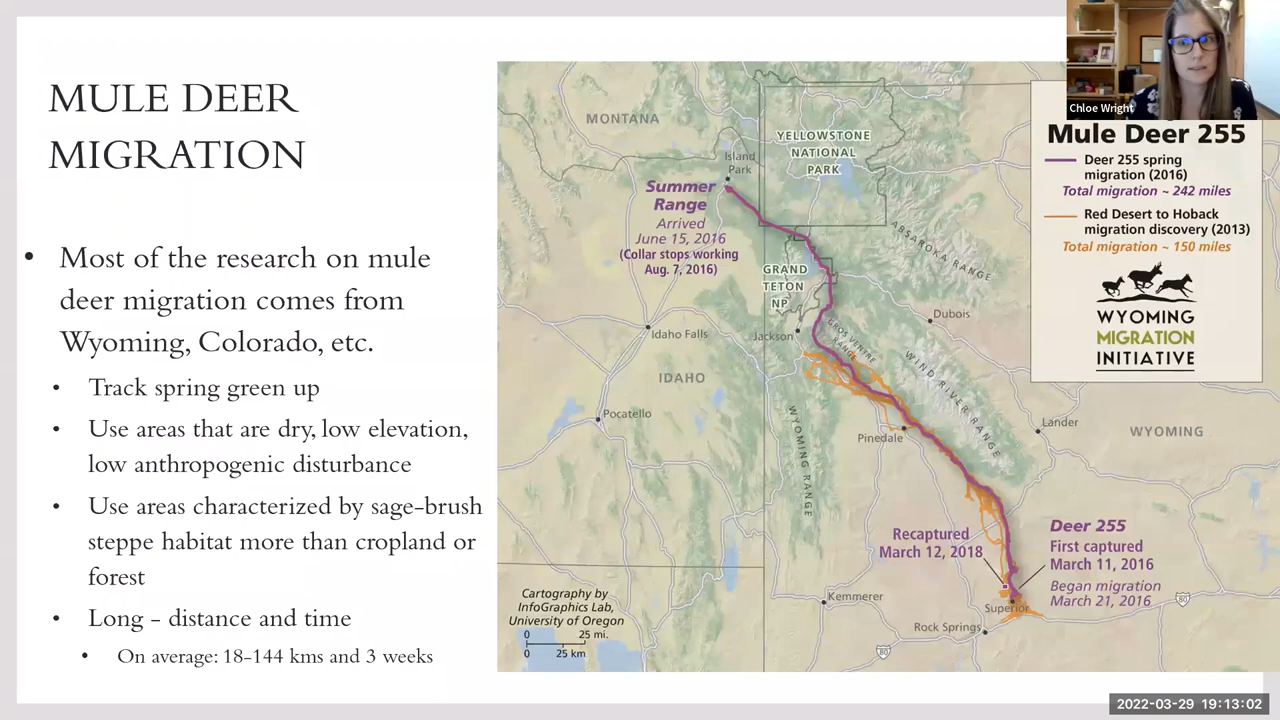 MULE DEER
MIGRATION
• Most of the research on mule
deer migration comes from
Wyoming, Colorado, etc.
• Track spring green up
• Use areas that are dry, low elevation,
low anthropogenic disturbance
• Use areas characterized by sage-brush
steppe habitat more than cropland or
forest
• Long - distance and time
• On average: 18-144 kms and 3 weeks
MONTANA
YELLOWSTONE
NATIONAL
PARK
Island
Park
Summer
Range
Arrived
June 15, 2016
(Collar stops working
Aug. 7, 2016)
ABSAROKA RANGE
GRAND
TETON
NP
Dubois
Idaho Falls
Jackson
GROS VENTRE
RANGE
WIND RIVER RANGE
IDAHO
Pocatello
WYOMING RANGE
Pinedale
Lander
WYOMING
Recaptured
March 12, 2018
Deer 255
First captured
March 11, 2016
Began migration
March 21, 2016
Cartography by
InfoGraphics Lab,
University of Oregon
0 25 mi.
0 25 km
Kemmerer
Superior
Rock Springs
80
80
Chloe Wright
Mule Deer 255
Deer 255 spring
migration (2016)
Total migration ~ 242 miles
Red Desert to Hoback
migration discovery (2013)
Total migration ~ 150 miles
WYOMING
MIGRATION
INITIATIVE
2022-03-29 19:13:02